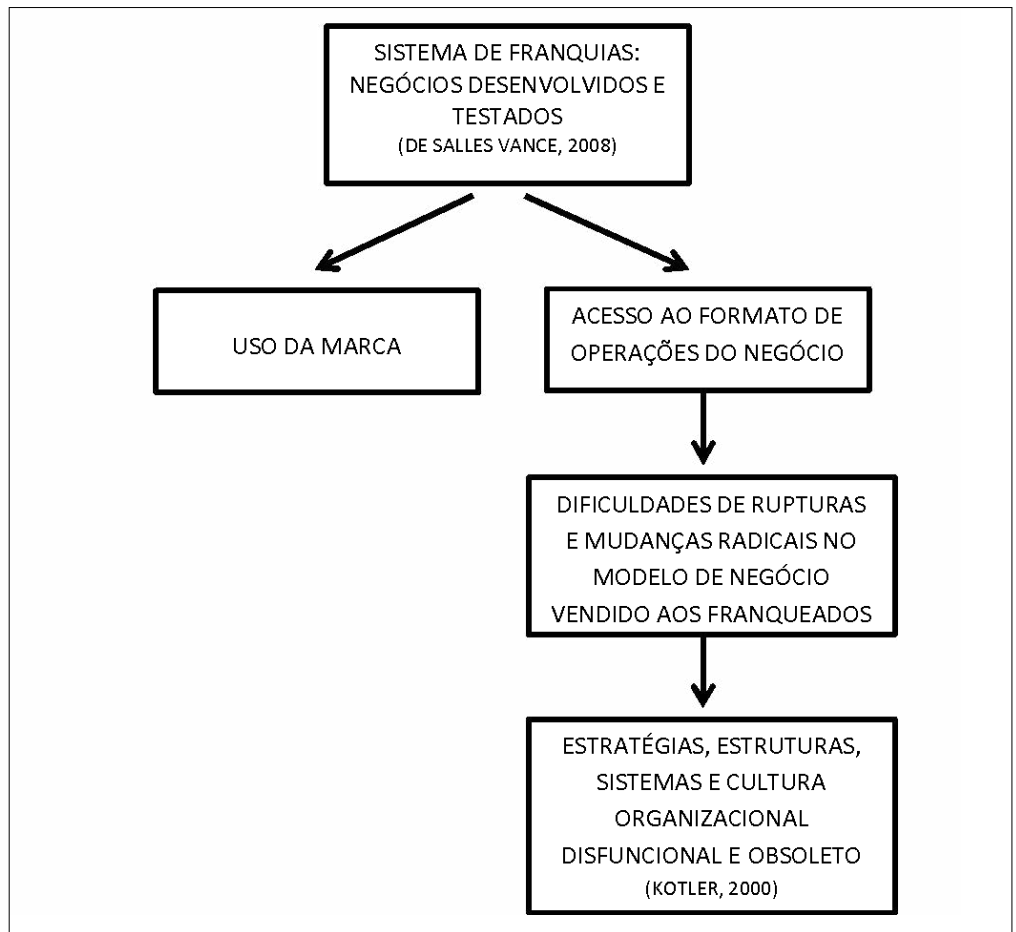 SISTEMA DE FRANQUIAS:
NEGÓCIOS DESENVOLVIDOS E
TESTADOS
(DE SALLES VANCE, 2008)
USO DA MARCA
ACESSO AO FORMATO DE
OPERAÇÕES DO NEGÓCIO
DIFICULDADES DE RUPTURAS
E MUDANÇAS RADICAIS NO
MODELO DE NEGÓCIO
VENDIDO AOS FRANQUEADOS
ESTRATÉGIAS, ESTRUTURAS,
SISTEMAS E CULTURA
ORGANIZACIONAL
DISFUNCIONAL E OBSOLETO
(KOTLER, 2000)